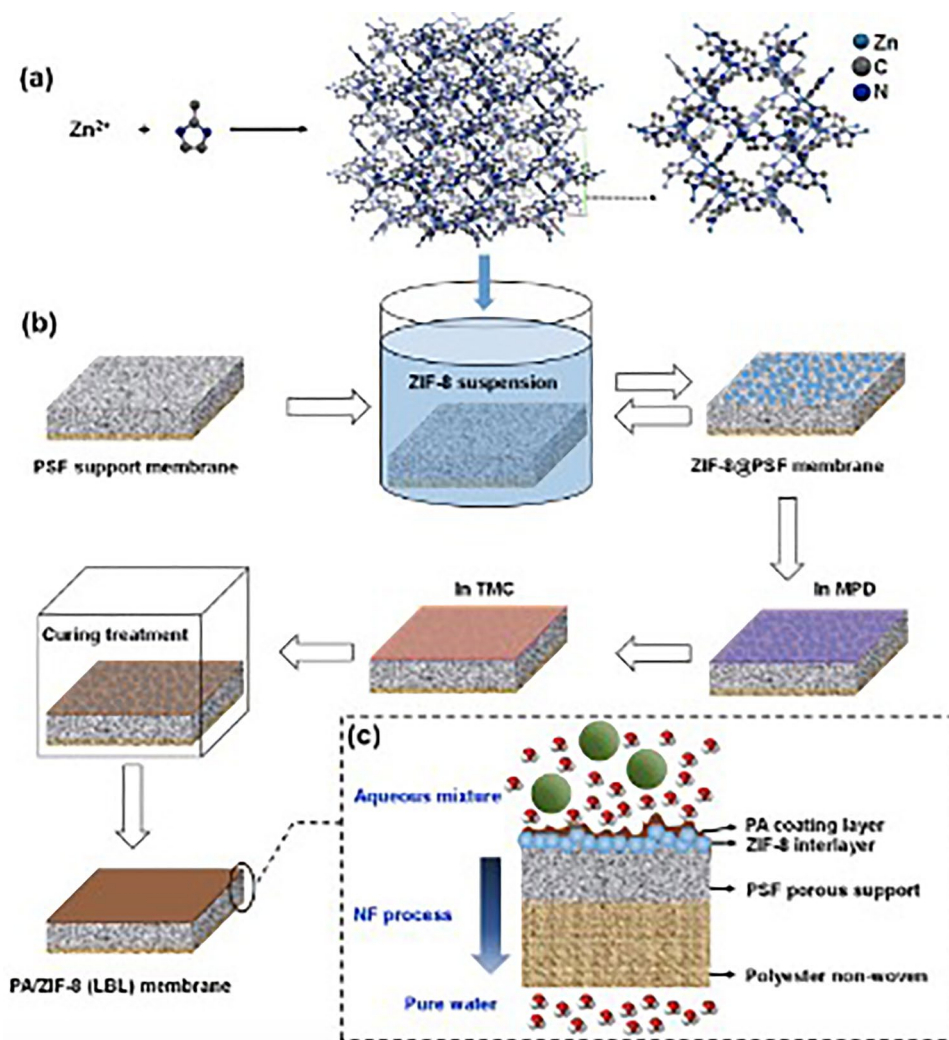 (a)
Zn²⁺ +
Zn
C
N
(b)
ZIF-8 suspension
PSF support membrane
ZIF-8@PSF membrane
In TMC
In MPD
Curing treatment
(c)
Aqueous mixture
PA coating layer
ZIF-8 interlayer
PSF porous support
NF process
Polyester non-woven
Pure water
PA/ZIF-8 (LBL) membrane